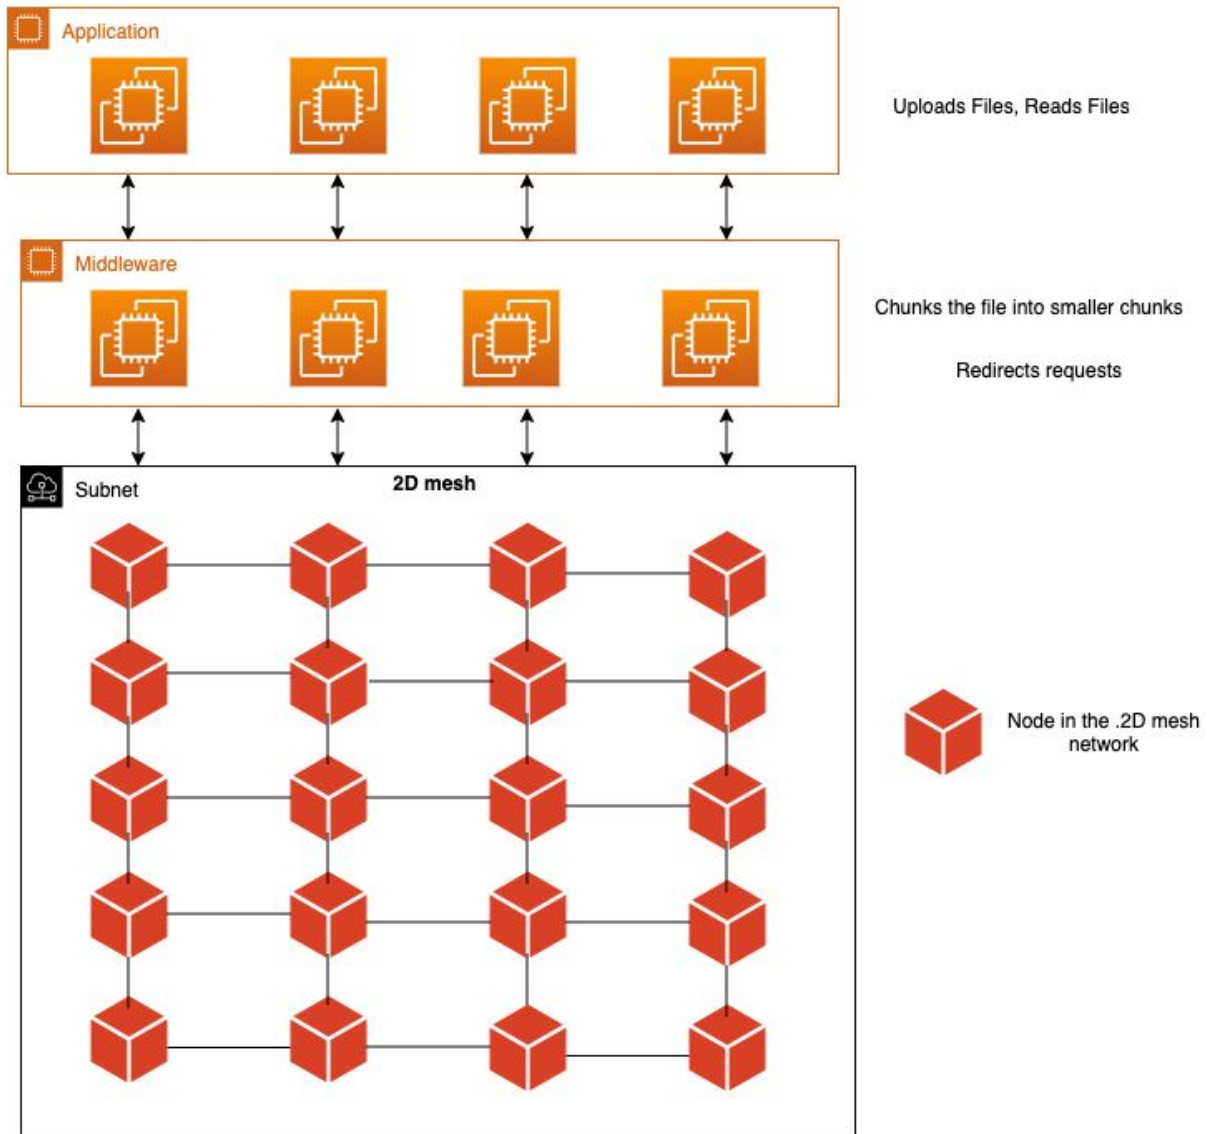 Application
Uploads Files, Reads Files
Middleware
Chunks the file into smaller chunks
Redirects requests
Subnet
2D mesh
Node in the .2D mesh
network